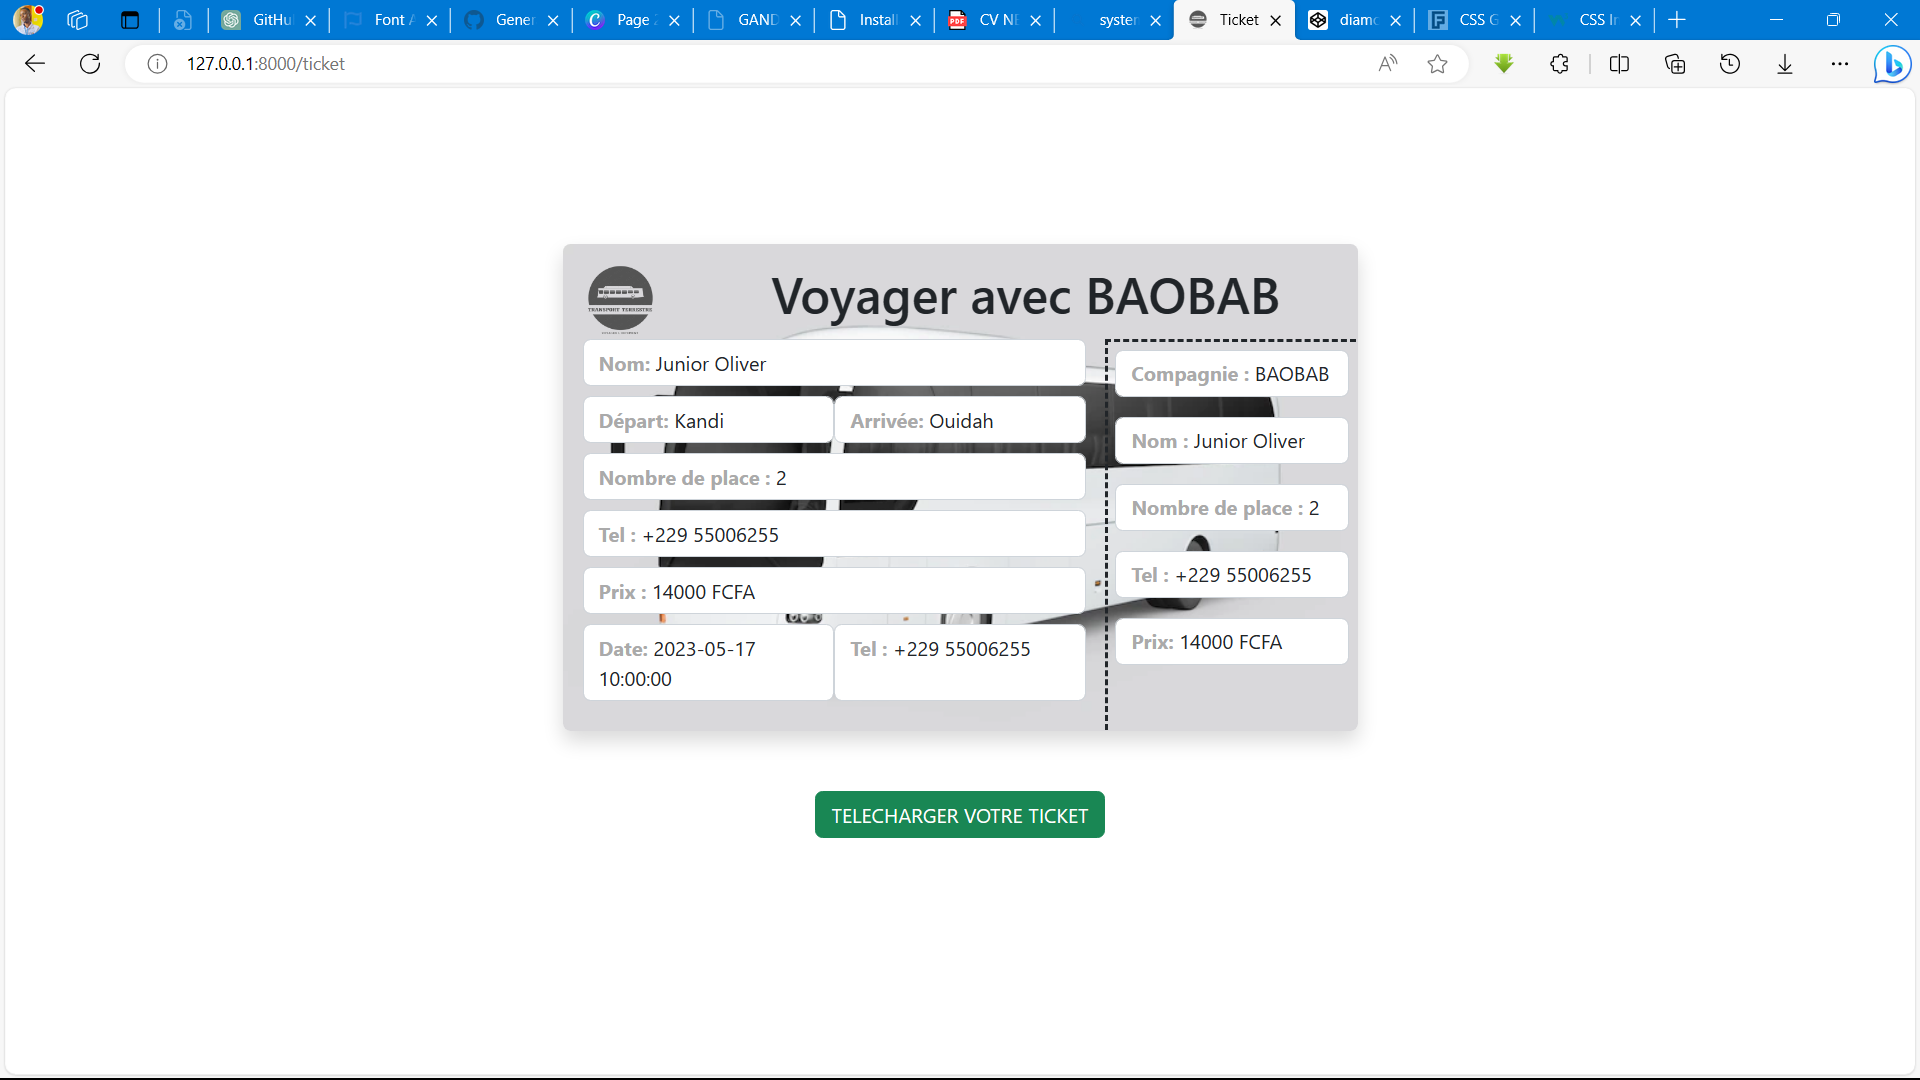 GitHu
Font A
Gener
Page 2
GAND
Install
CV NE
system
Ticket
diamo
CSS G
CSS Ir
127.0.0.1:8000/ticket
TRANSPORT TERRESTRE
Voyager avec BAOBAB
Nom: Junior Oliver
Départ: Kandi
Arrivée: Ouidah
Nombre de place : 2
Tel : +229 55006255
Prix : 14000 FCFA
Date: 2023-05-17
10:00:00
Tel : +229 55006255
Compagnie : BAOBAB
Nom : Junior Oliver
Nombre de place : 2
Tel : +229 55006255
Prix: 14000 FCFA
TELECHARGER VOTRE TICKET